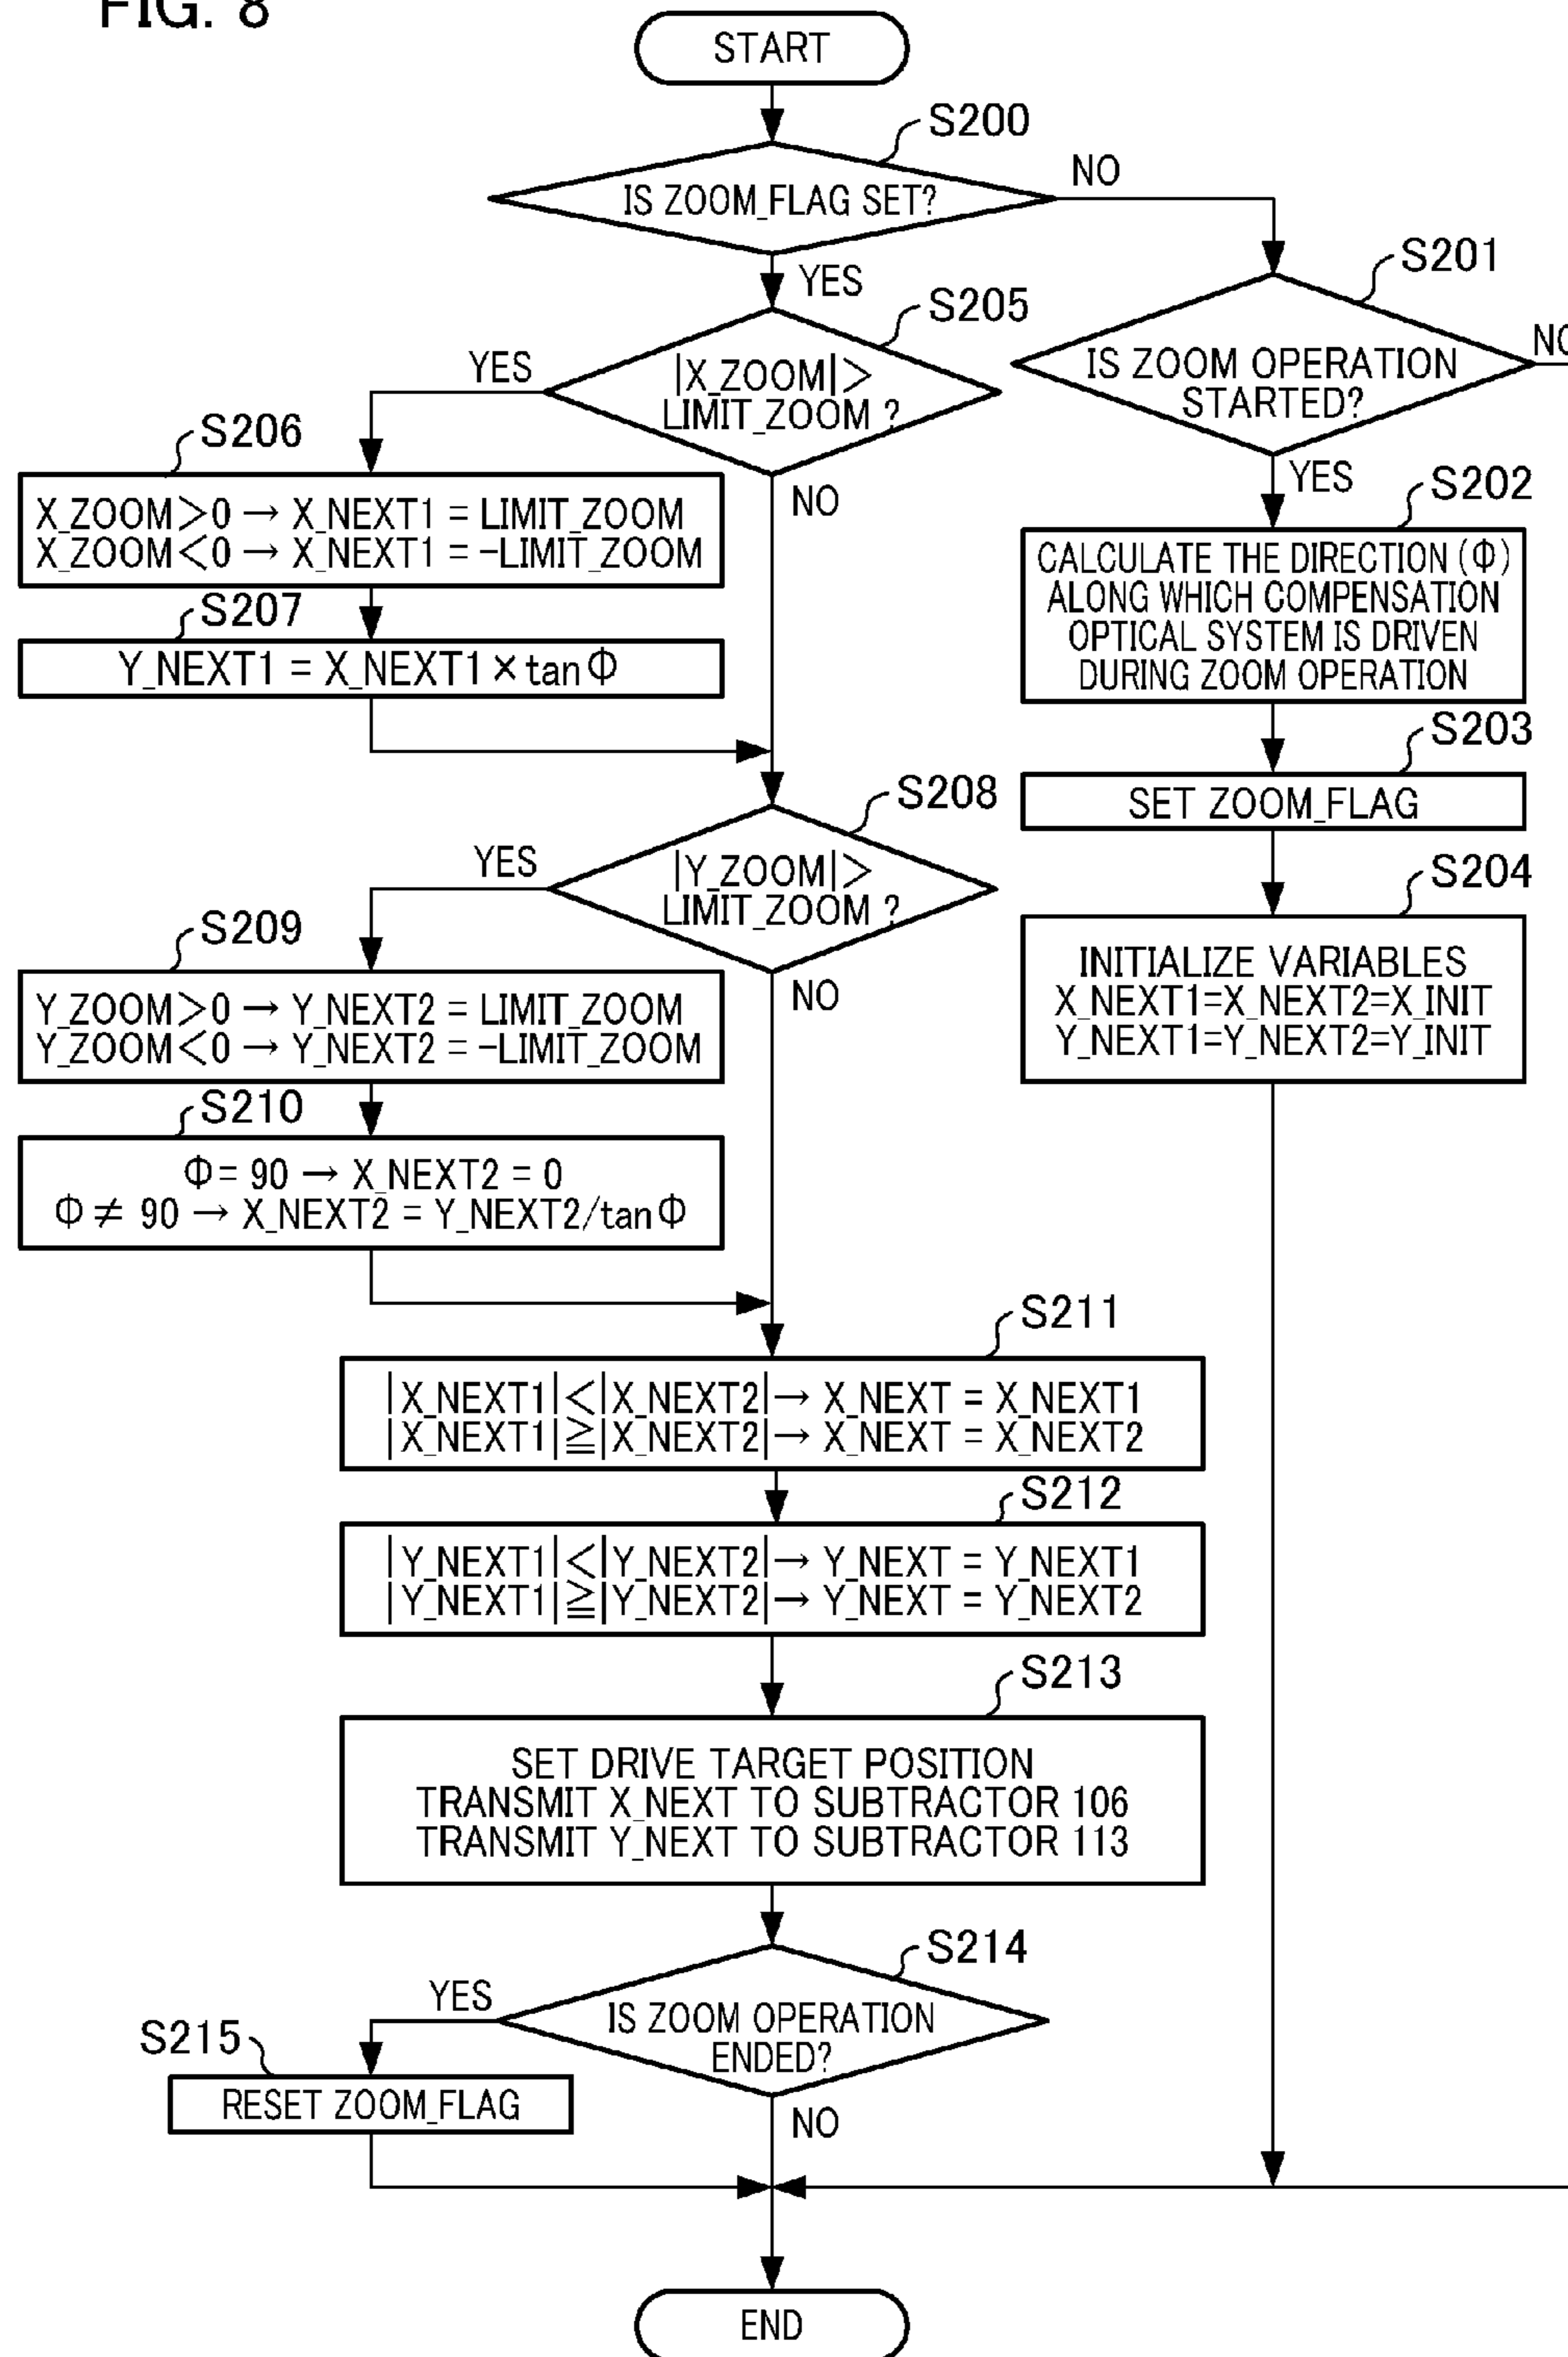 FIG. 8
START
S200
IS ZOOM_FLAG SET?
NO
YES
S201
IS ZOOM OPERATION
STARTED?
NO
YES
S202
CALCULATE THE DIRECTION (Φ)
ALONG WHICH COMPENSATION
OPTICAL SYSTEM IS DRIVEN
DURING ZOOM OPERATION
S203
SET ZOOM_FLAG
S204
INITIALIZE VARIABLES
X_NEXT1=X_NEXT2=X_INIT
Y_NEXT1=Y_NEXT2=Y_INIT
S205
|X_ZOOM|>
LIMIT_ZOOM ?
YES
NO
S206
X_ZOOM>0 → X_NEXT1 = LIMIT_ZOOM
X_ZOOM<0 → X_NEXT1 = -LIMIT_ZOOM
S207
Y_NEXT1 = X_NEXT1 × tan Φ
S208
|Y_ZOOM|>
LIMIT_ZOOM ?
YES
NO
S209
Y_ZOOM>0 → Y_NEXT2 = LIMIT_ZOOM
Y_ZOOM<0 → Y_NEXT2 = -LIMIT_ZOOM
S210
Φ = 90 → X_NEXT2 = 0
Φ ≠ 90 → X_NEXT2 = Y_NEXT2/tan Φ
S211
|X_NEXT1|<|X_NEXT2|→ X_NEXT = X_NEXT1
|X_NEXT1|≧|X_NEXT2|→ X_NEXT = X_NEXT2
S212
|Y_NEXT1|<|Y_NEXT2|→ Y_NEXT = Y_NEXT1
|Y_NEXT1|≧|Y_NEXT2|→ Y_NEXT = Y_NEXT2
S213
SET DRIVE TARGET POSITION
TRANSMIT X_NEXT TO SUBTRACTOR 106
TRANSMIT Y_NEXT TO SUBTRACTOR 113
S214
IS ZOOM OPERATION
ENDED?
YES
NO
S215
RESET ZOOM_FLAG
END